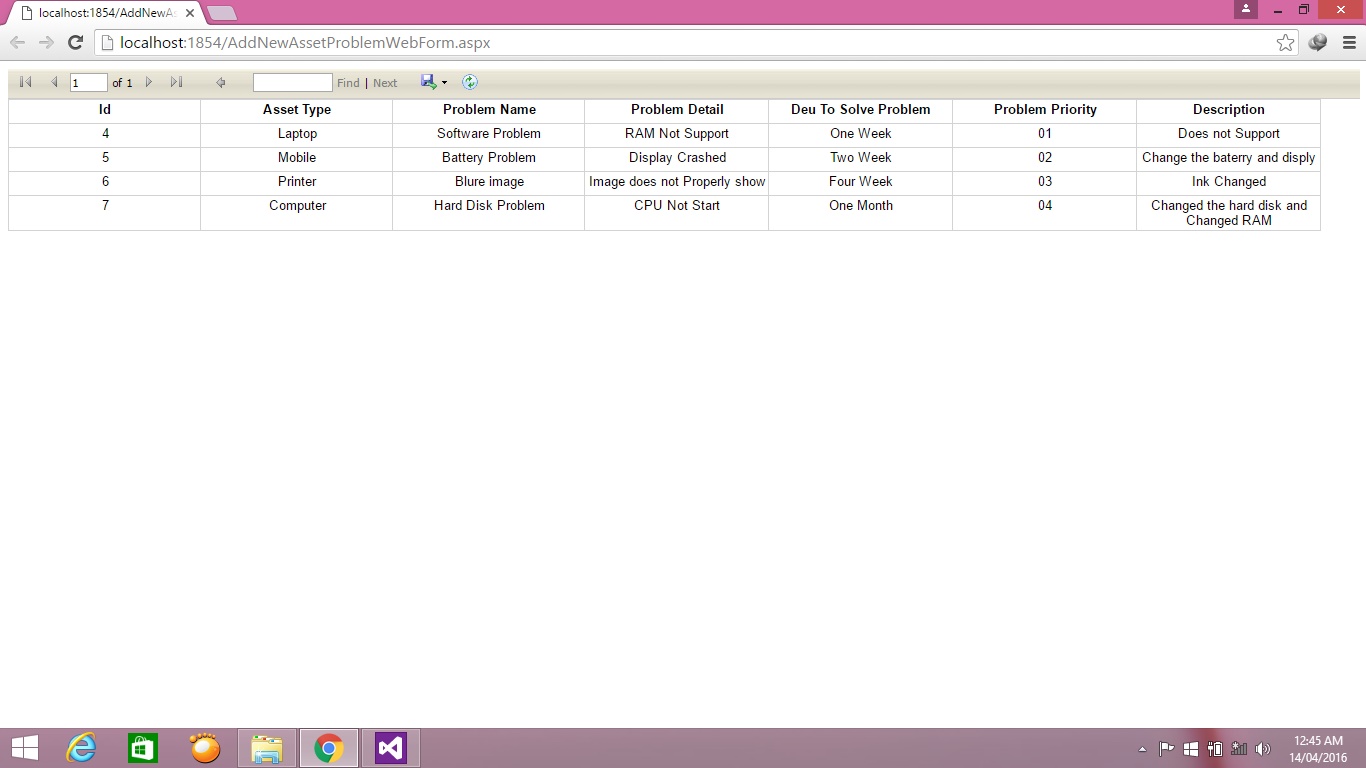 localhost:1854/AddNewAs
localhost:1854/AddNewAssetProblemWebForm.aspx
1 of 1 Find | Next
Id Asset Type Problem Name Problem Detail Deu To Solve Problem Problem Priority Description
4 Laptop Software Problem RAM Not Support One Week 01 Does not Support
5 Mobile Battery Problem Display Crashed Two Week 02 Change the baterry and disply
6 Printer Blure image Image does not Properly show Four Week 03 Ink Changed
7 Computer Hard Disk Problem CPU Not Start One Month 04 Changed the hard disk and
Changed RAM
12:45 AM
14/04/2016